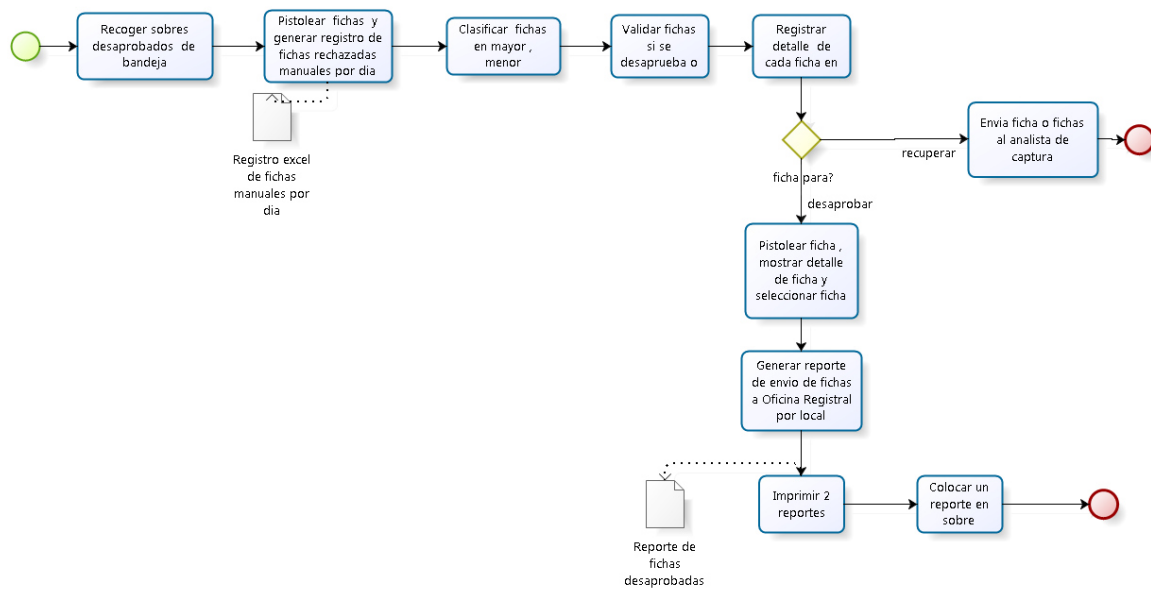 Recoger sobres
desaprobados de
bandeja
Pistolear fichas y
generar registro de
fichas rechazadas
manuales por dia
Clasificar fichas
en mayor ,
menor
Validar fichas
si se
desaprueba o
Registrar
detalle de
cada ficha en
Registro excel
de fichas
manuales por
dia
ficha para?
recuperar
Envia ficha o fichas
al analista de
captura
desaprobar
Pistolear ficha ,
mostrar detalle
de ficha y
seleccionar ficha
Generar reporte
de envio de fichas
a Oficina Registral
por local
Imprimir 2
reportes
Colocar un
reporte en
sobre
Reporte de
fichas
desaprobadas